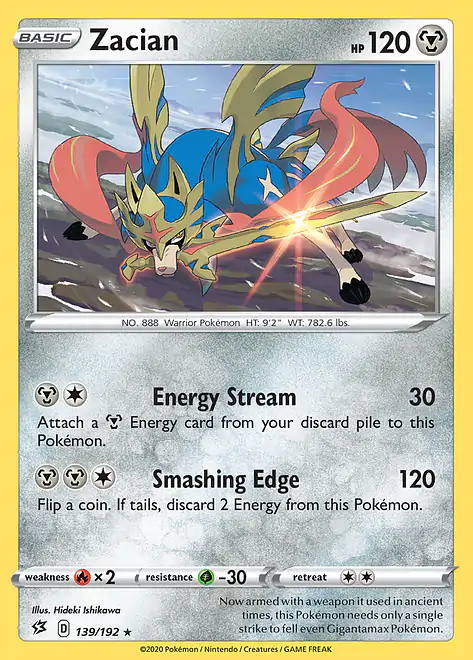 BASIC Zacian HP 120
NO. 888 Warrior Pokémon HT: 9'2" WT: 782.6 lbs.
Energy Stream 30
Attach a Energy card from your discard pile to this
Pokémon.
Smashing Edge 120
Flip a coin. If tails, discard 2 Energy from this Pokémon.
weakness ×2 resistance -30 retreat
Illus. Hideki Ishikawa
D 139/192 ★
Now armed with a weapon it used in ancient
times, this Pokémon needs only a single
strike to fell even Gigantamax Pokémon.
©2020 Pokémon / Nintendo / Creatures / GAME FREAK